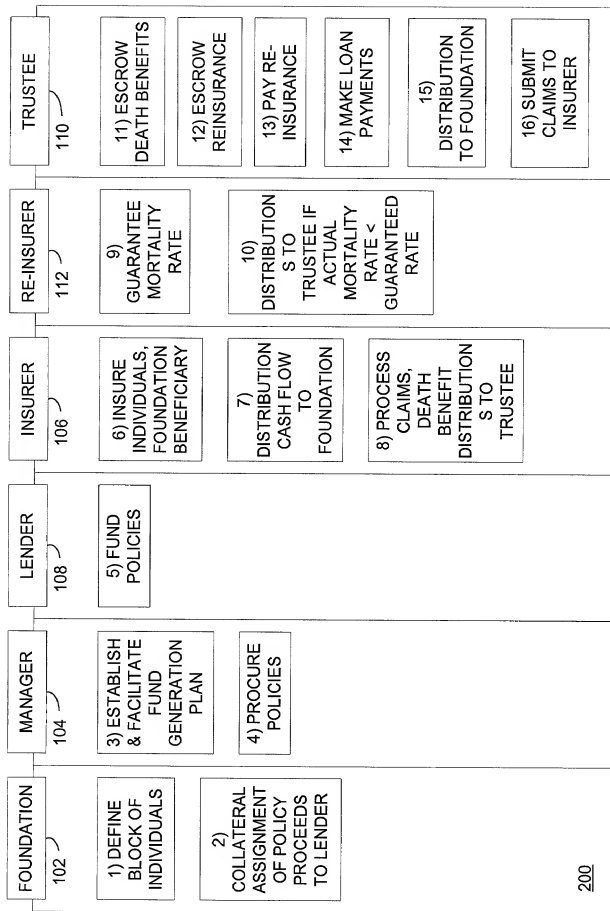 FOUNDATION
102
1) DEFINE
BLOCK OF
INDIVIDUALS
2)
COLLATERAL
ASSIGNMENT
OF POLICY
PROCEEDS
TO LENDER
MANAGER
104
3) ESTABLISH
& FACILITATE
FUND
GENERATION
PLAN
4) PROCURE
POLICIES
LENDER
108
5) FUND
POLICIES
INSURER
106
6) INSURE
INDIVIDUALS,
FOUNDATION
BENEFICIARY
7)
DISTRIBUTION
CASH FLOW
TO
FOUNDATION
8) PROCESS
CLAIMS,
DEATH
BENEFIT
DISTRIBUTION
S TO
TRUSTEE
RE-INSURER
112
9)
GUARANTEE
MORTALITY
RATE
10)
DISTRIBUTION
S TO
TRUSTEE IF
ACTUAL
MORTALITY
RATE <
GUARANTEED
RATE
TRUSTEE
110
11) ESCROW
DEATH BENEFITS
12) ESCROW
REINSURANCE
13) PAY RE-
INSURANCE
14) MAKE LOAN
PAYMENTS
15)
DISTRIBUTION
TO FOUNDATION
16) SUBMIT
CLAIMS TO
INSURER
200